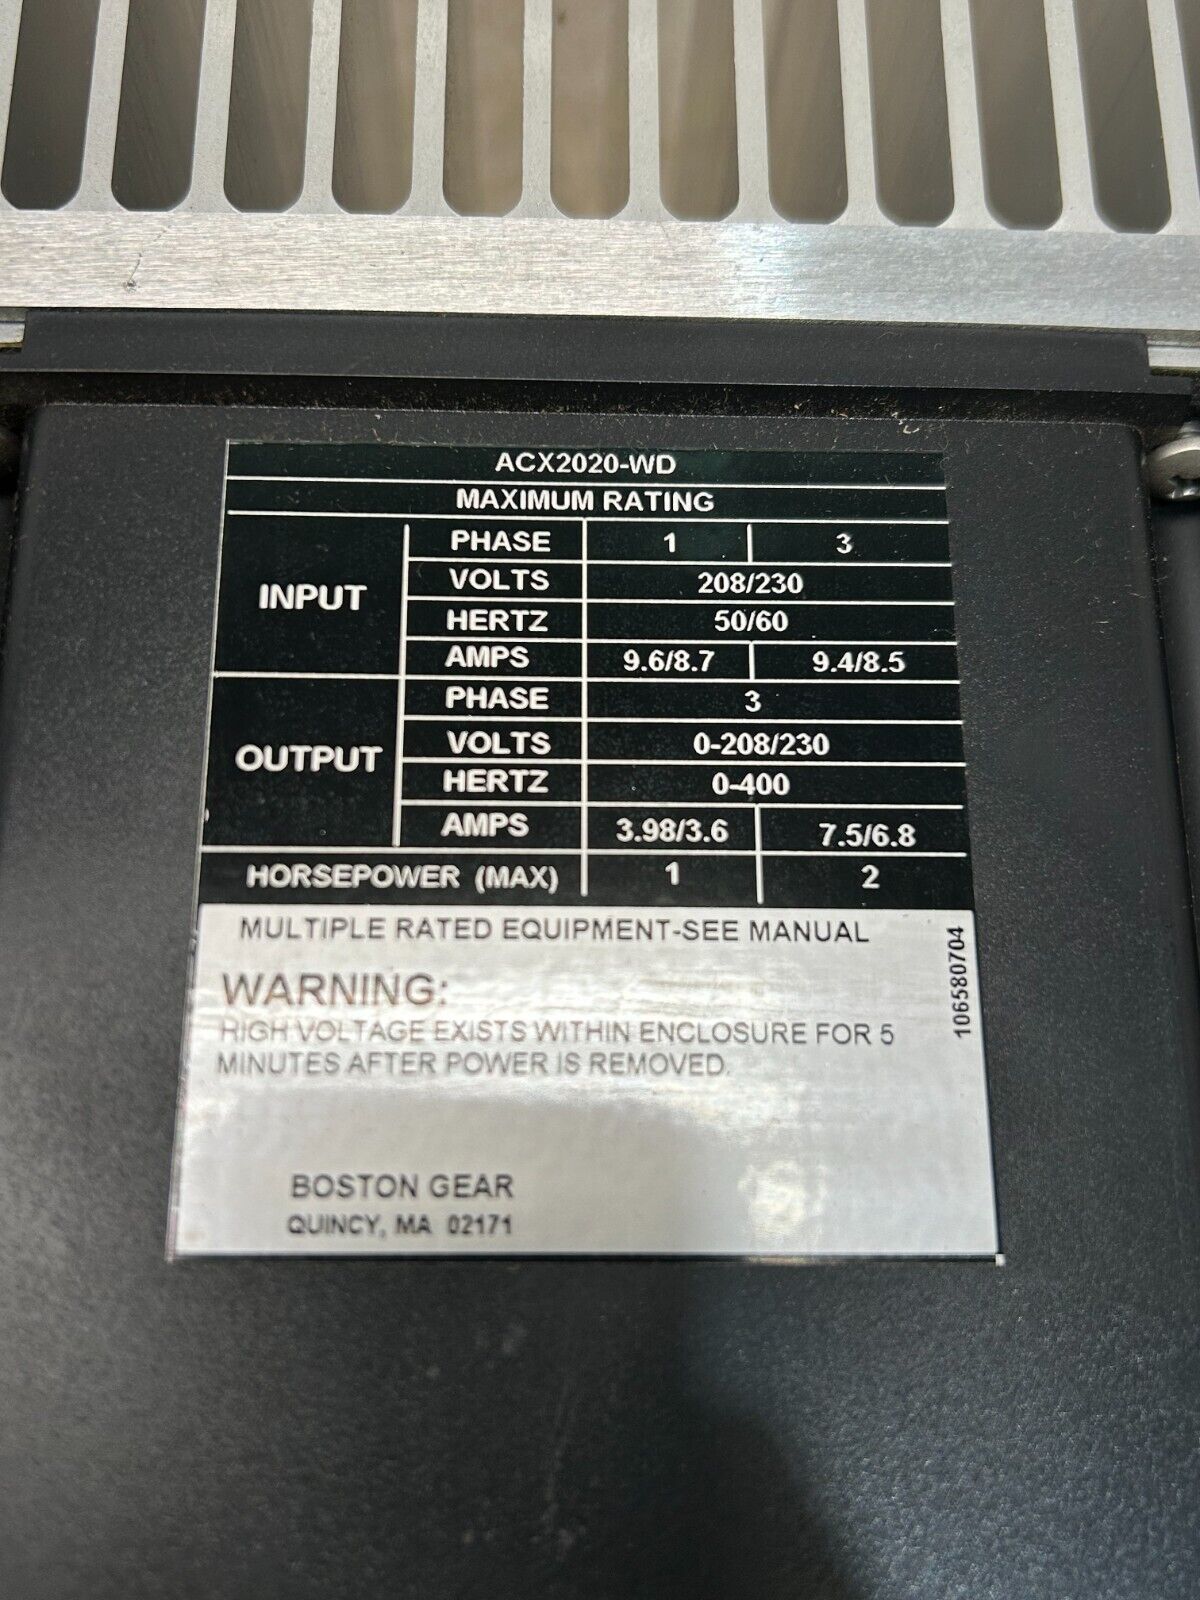 ACX2020-WD
MAXIMUM RATING
INPUT
PHASE 1 3
VOLTS 208/230
HERTZ 50/60
AMPS 9.6/8.7 9.4/8.5
OUTPUT
PHASE 3
VOLTS 0-208/230
HERTZ 0-400
AMPS 3.98/3.6 7.5/6.8
HORSEPOWER (MAX) 1 2
MULTIPLE RATED EQUIPMENT-SEE MANUAL
WARNING:
HIGH VOLTAGE EXISTS WITHIN ENCLOSURE FOR 5
MINUTES AFTER POWER IS REMOVED.
106580704
BOSTON GEAR
QUINCY, MA 02171